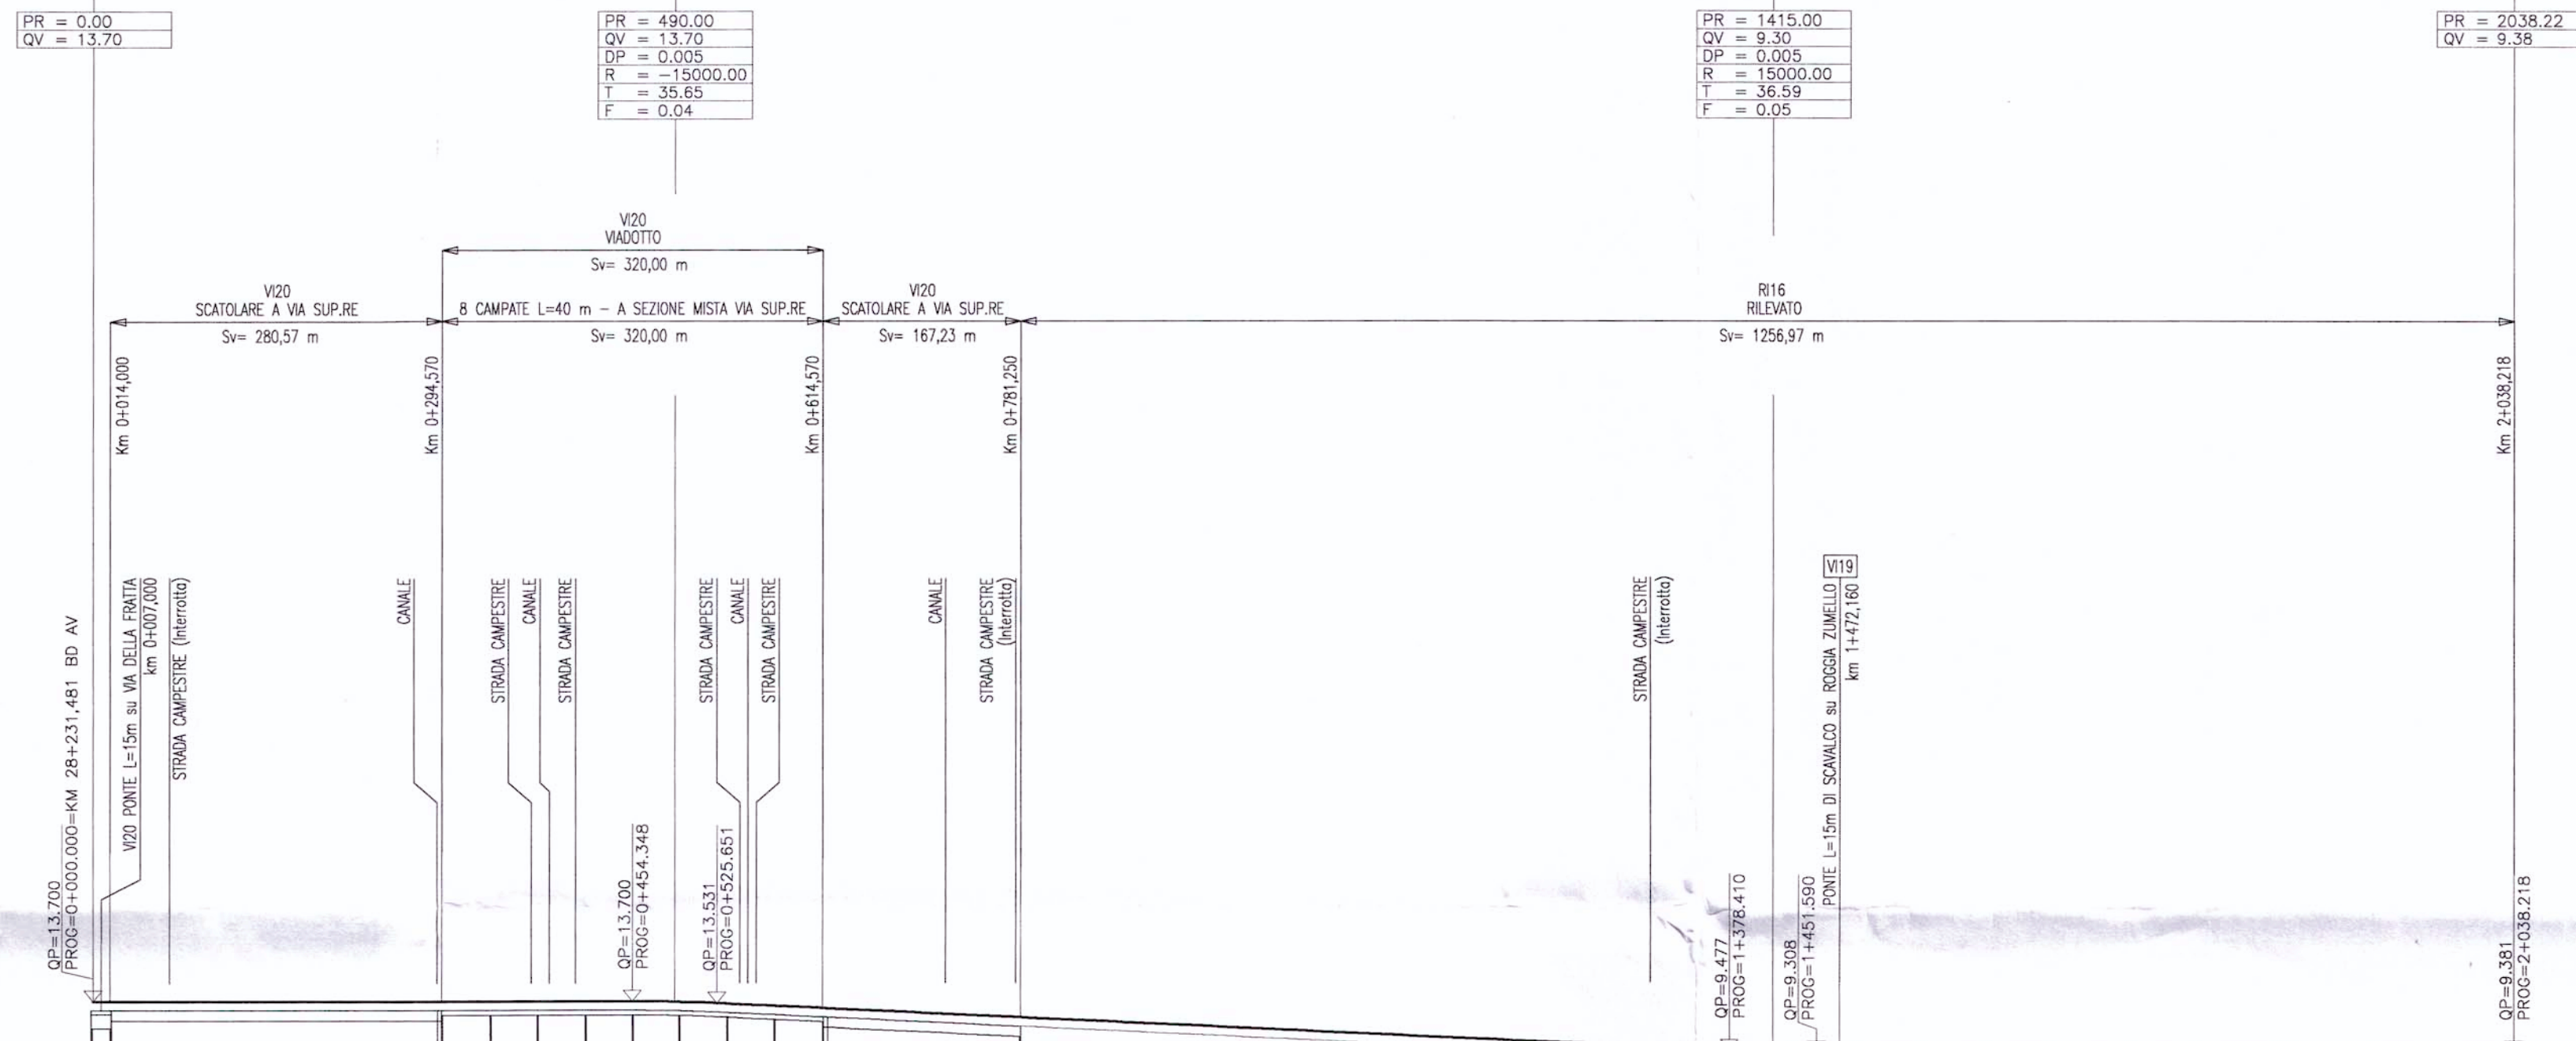 PR = 0.00
QV = 13.70
PR = 490.00
QV = 13.70
DP = 0.005
R = -15000.00
T = 35.65
F = 0.04
PR = 1415.00
QV = 9.30
DP = 0.005
R = 15000.00
T = 36.59
F = 0.05
PR = 2038.22
QV = 9.38
VI20
VIADOTTO
Sv= 320,00 m
VI20
SCATOLARE A VIA SUP.RE
Sv= 280,57 m
8 CAMPATE L=40 m - A SEZIONE MISTA VIA SUP.RE
Sv= 320,00 m
VI20
SCATOLARE A VIA SUP.RE
Sv= 167,23 m
RI16
RILEVATO
Sv= 1256,97 m
Km 0+014,000
Km 0+294,570
Km 0+614,570
Km 0+781,250
Km 2+038,218
QP=13.700
PROG=0+000.000=KM 28+231,481 BD AV
VI20 PONTE L=15m su VIA DELLA FRATTA
km 0+007,000
STRADA CAMPESTRE (Interrotta)
CANALE
STRADA CAMPESTRE
CANALE
STRADA CAMPESTRE
QP=13.700
PROG=0+454.348
STRADA CAMPESTRE
CANALE
STRADA CAMPESTRE
QP=13.531
PROG=0+525.651
CANALE
STRADA CAMPESTRE
(Interrotta)
STRADA CAMPESTRE
(Interrotta)
QP=9.477
PROG=1+378.410
QP=9.308
PROG=1+451.590
VI19
PONTE L=15m DI SCAVALCO su ROGGIA ZUMELLO
km 1+472,160
QP=9.381
PROG=2+038.218